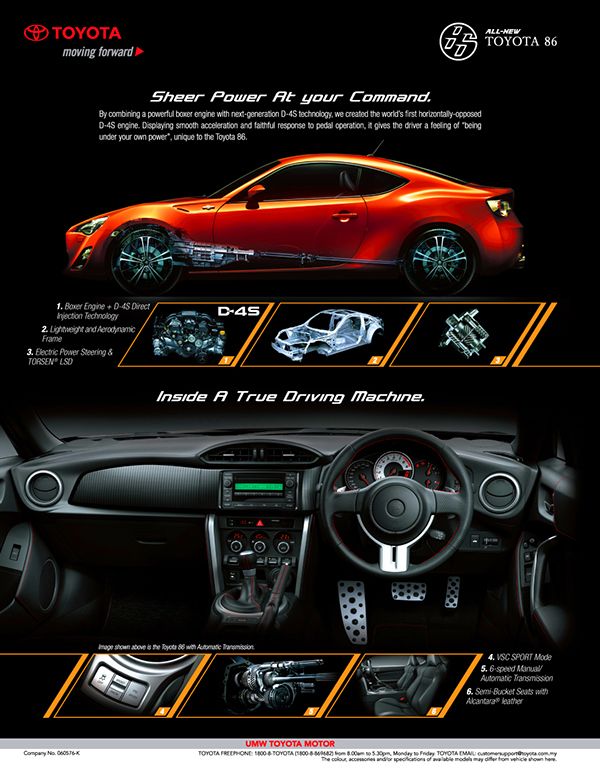 TOYOTA
moving forward
ALL-NEW
86 TOYOTA 86
Sheer Power At your Command.
By combining a powerful boxer engine with next-generation D-4S technology, we created the world's first horizontally-opposed
D-4S engine. Displaying smooth acceleration and faithful response to pedal operation, it gives the driver a feeling of "being
under your own power", unique to the Toyota 86.
1. Boxer Engine + D-4S Direct
Injection Technology
2. Lightweight and Aerodynamic
Frame
3. Electric Power Steering &
TORSEN® LSD
D-4S
1
2
3
Inside A True Driving Machine.
Image shown above is the Toyota 86 with Automatic Transmission.
4
5
6
4. VSC SPORT Mode
5. 6-speed Manual/
Automatic Transmission
6. Semi-Bucket Seats with
Alcantara® leather
UMW TOYOTA MOTOR
Company No. 060576-K
TOYOTA FREEPHONE: 1800-8-TOYOTA (1800-8-869682) from 8.00am to 5.30pm, Monday to Friday. TOYOTA EMAIL: customersupport@toyota.com.my
The colour, accessories and/or specifications of available models may differ from vehicle shown here.